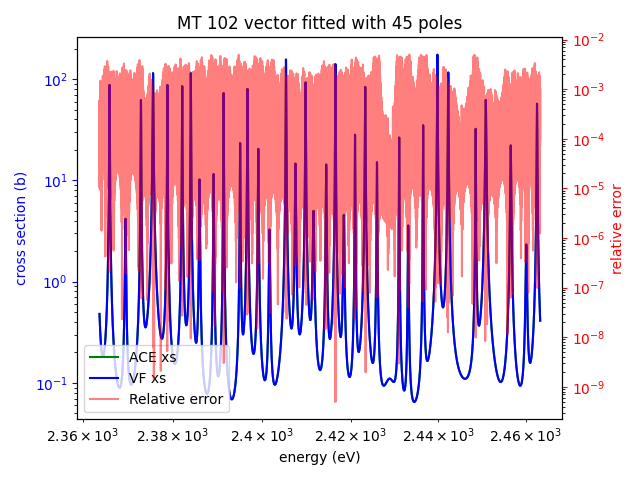 MT 102 vector fitted with 45 poles
cross section (b)
10²
10¹
10⁰
10⁻¹
10⁻²
10⁻³
10⁻⁴
10⁻⁵
10⁻⁶
10⁻⁷
10⁻⁸
10⁻⁹
relative error
ACE xs
VF xs
Relative error
2.36 × 10³ 2.38 × 10³ 2.4 × 10³ 2.42 × 10³ 2.44 × 10³ 2.46 × 10³
energy (eV)